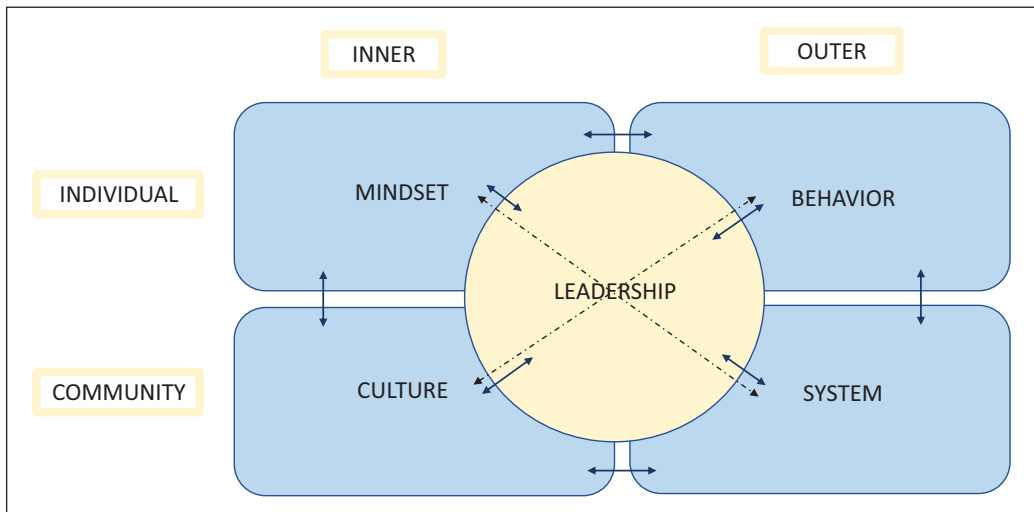 INNER
OUTER
INDIVIDUAL
MINDSET
BEHAVIOR
LEADERSHIP
COMMUNITY
CULTURE
SYSTEM